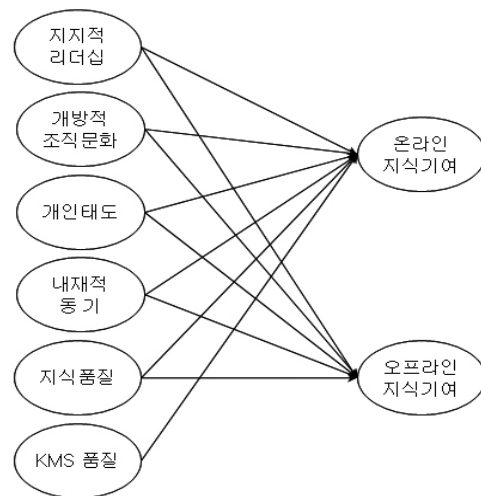 지지적
리더십
개방적
조직문화
개인태도
내재적
동 기
지식품질
KMS 품질
온라인
지식기여
오프라인
지식기여